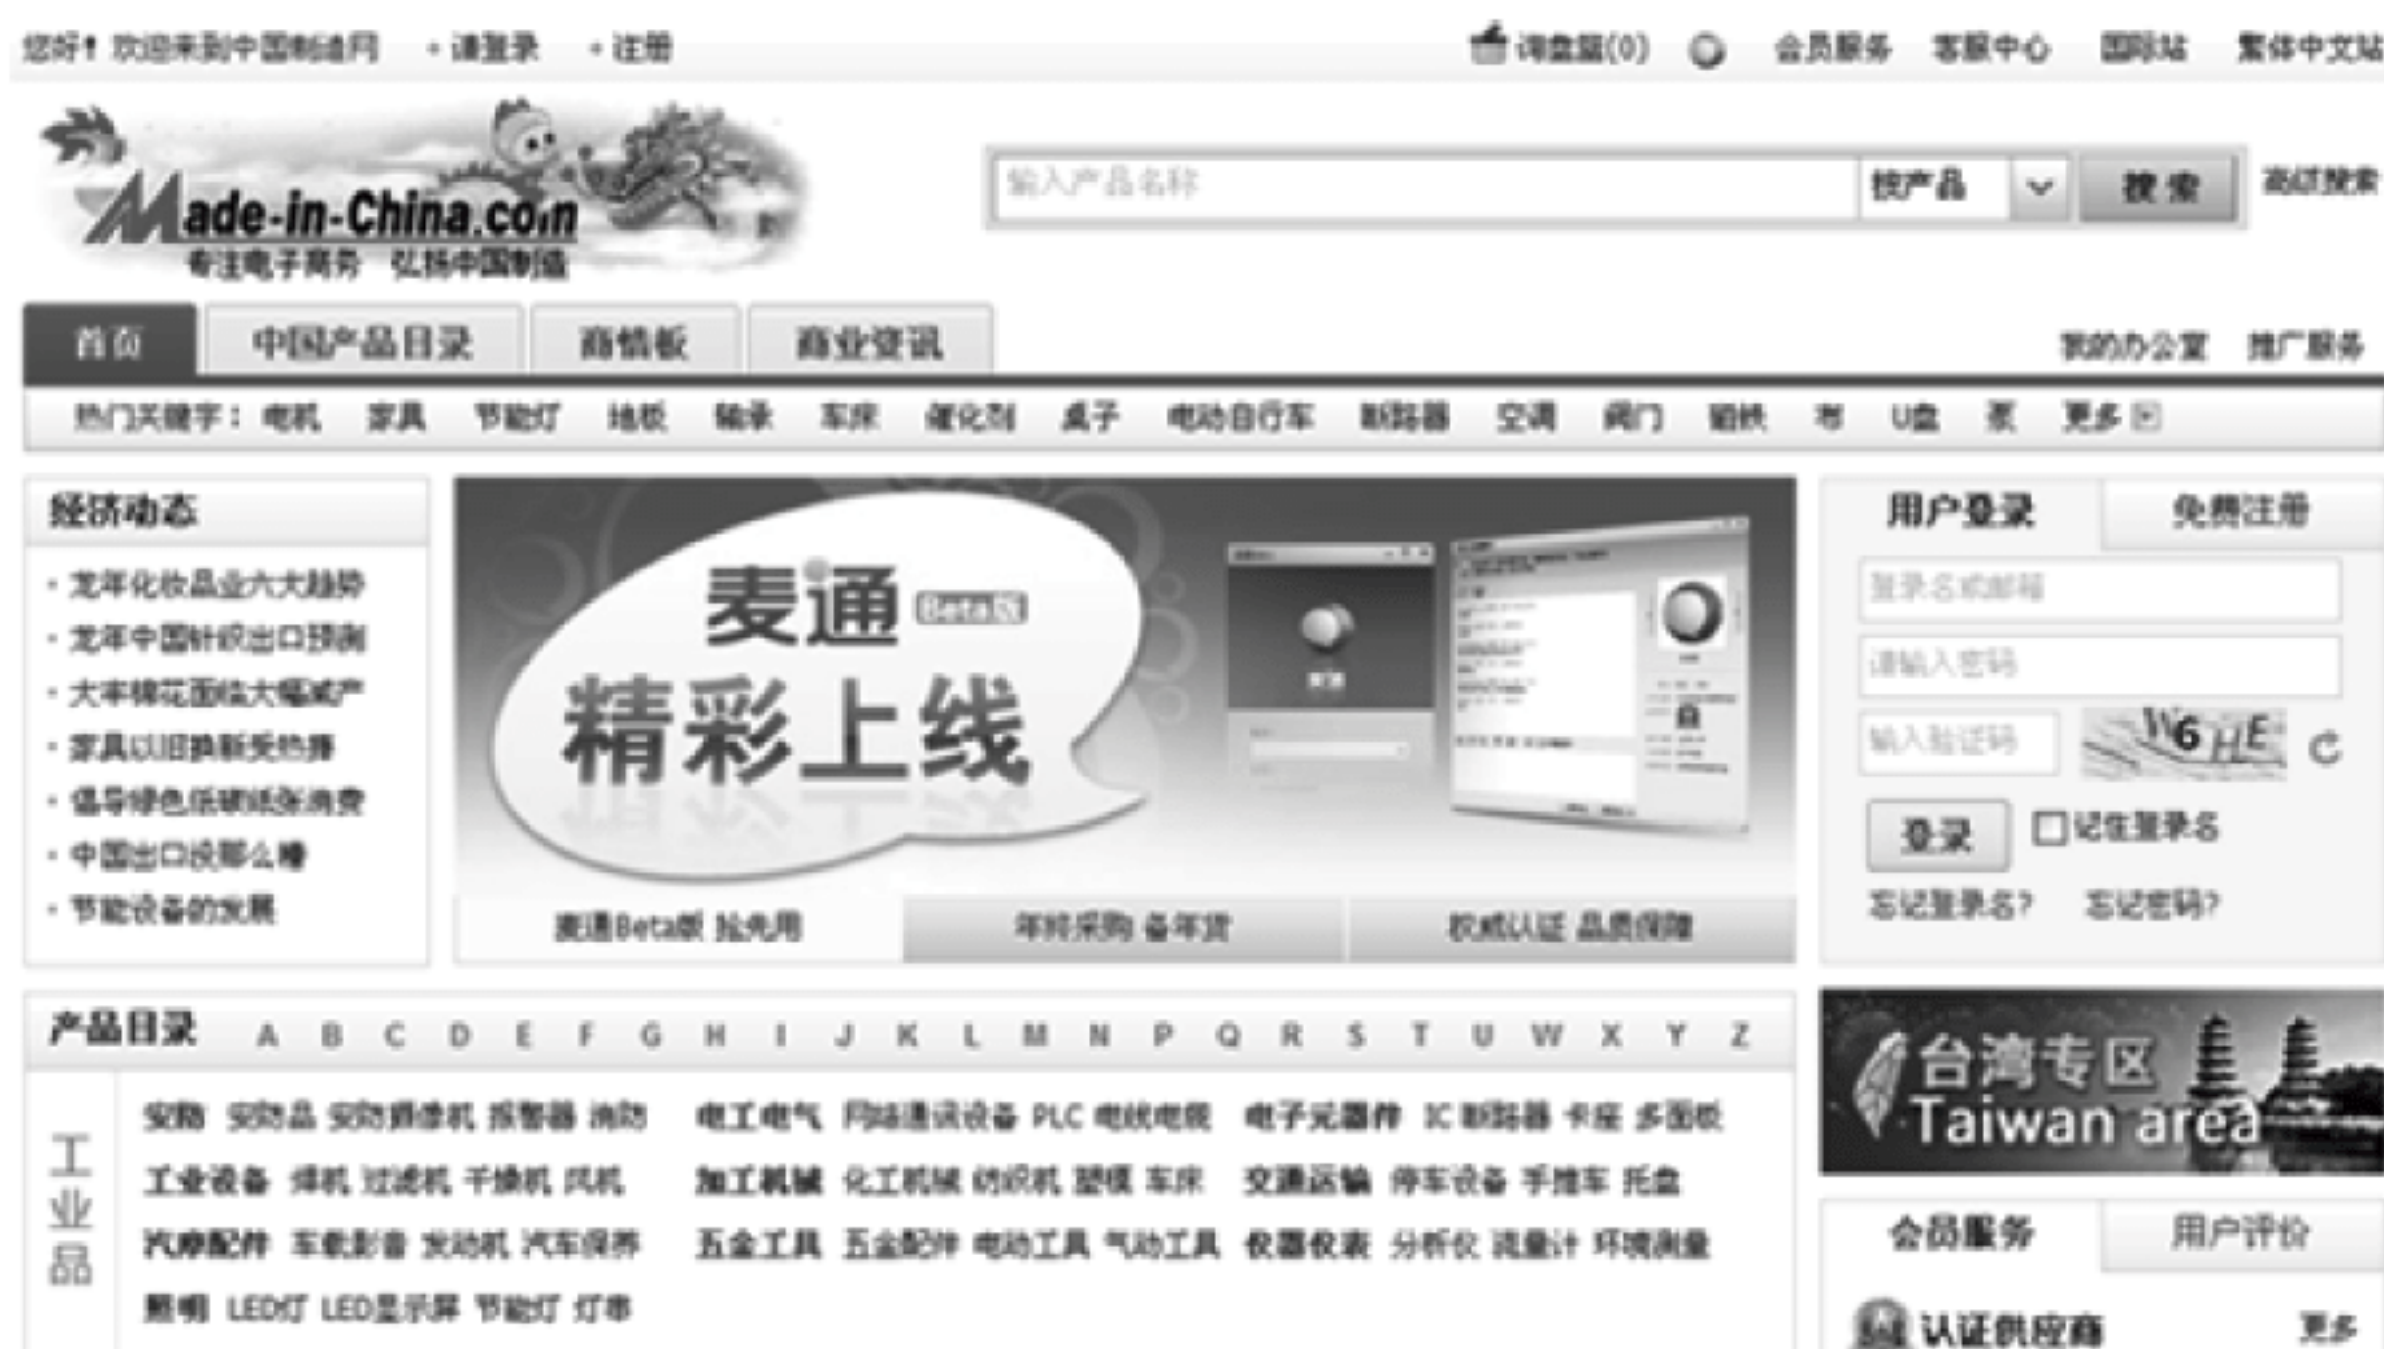 您好！欢迎来到中国制造网 · 请登录 · 注册
询盘篮(0) 会员服务 客服中心 国际站 繁体中文站
Made-in-China.com
专注电子商务 弘扬中国制造
输入产品名称 按产品 搜索 高级搜索
首页 中国产品目录 商情板 商业资讯
我的办公室 推广服务
热门关键字： 电机 家具 节能灯 地板 轴承 车床 催化剂 桌子 电动自行车 断路器 空调 阀门 钢铁 布 U盘 泵 更多
经济动态
· 龙年化妆品业六大趋势
· 龙年中国针织出口预测
· 大丰棉花面临大幅减产
· 家具以旧换新受热捧
· 倡导绿色低碳纸张消费
· 中国出口没那么糟
· 节能设备的发展
麦通 Beta版
精彩上线
麦通Beta版 抢先用
年终采购 备年货
权威认证 品质保障
用户登录 免费注册
登录名或邮箱
请输入密码
输入验证码 W6HE
登录 记住登录名
忘记登录名? 忘记密码?
产品目录 A B C D E F G H I J K L M N P Q R S T U W X Y Z
工业品
安防 安防品 安防摄像机 报警器 消防 电工电气 网络通讯设备 PLC 电线电缆 电子元器件 IC 断路器 卡座 多面板
工业设备 焊机 过滤机 干燥机 风机 加工机械 化工机械 纺织机 塑模 车床 交通运输 停车设备 手推车 托盘
汽摩配件 车载影音 发动机 汽车保养 五金工具 五金配件 电动工具 气动工具 仪器仪表 分析仪 流量计 环境测量
照明 LED灯 LED显示屏 节能灯 灯串
台湾专区
Taiwan area
会员服务 用户评价
认证供应商 更多